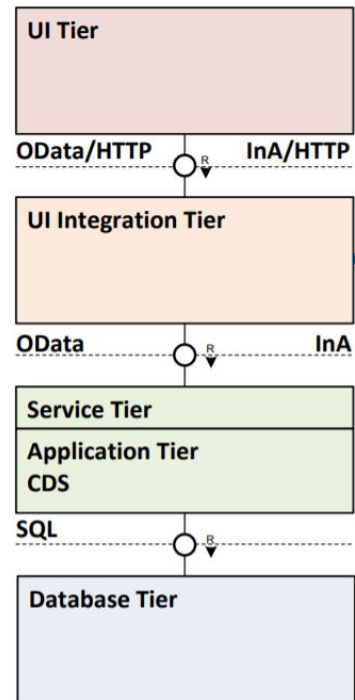 UI Tier
OData/HTTP R InA/HTTP
UI Integration Tier
OData R InA
Service Tier
Application Tier
CDS
SQL R
Database Tier